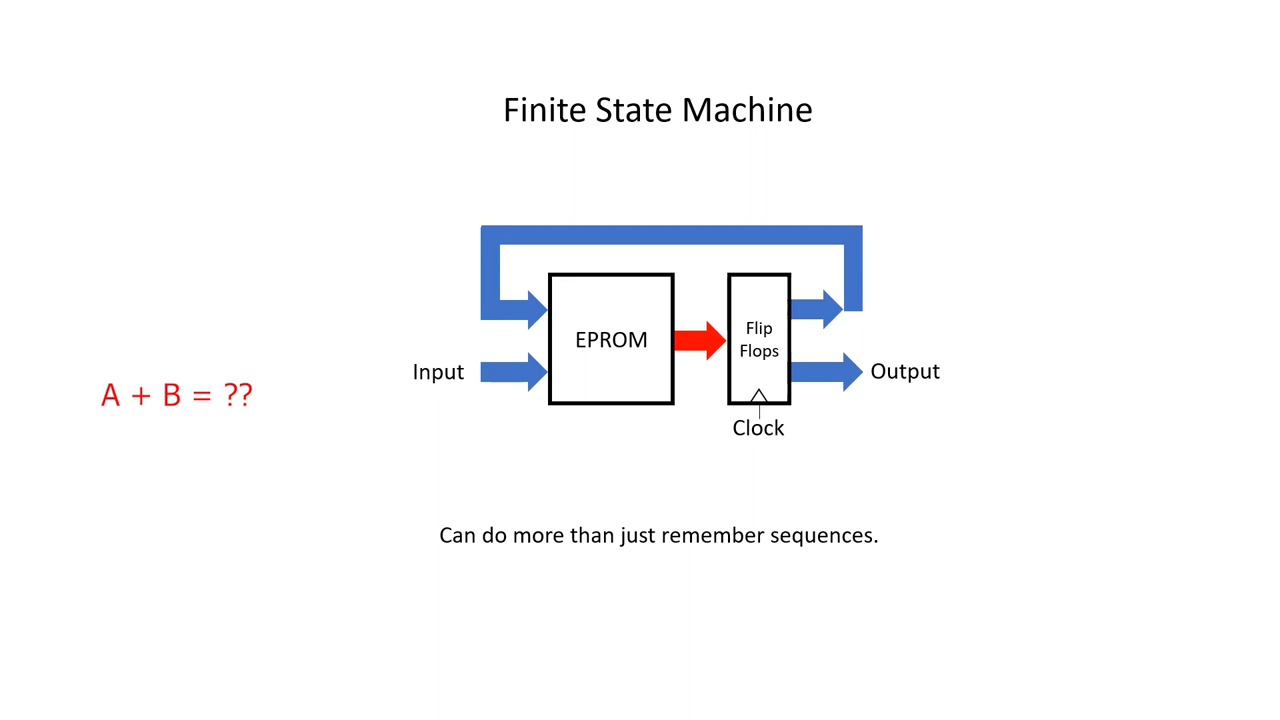 Finite State Machine
EPROM
Flip
Flops
Input
Output
A + B = ??
Clock
Can do more than just remember sequences.